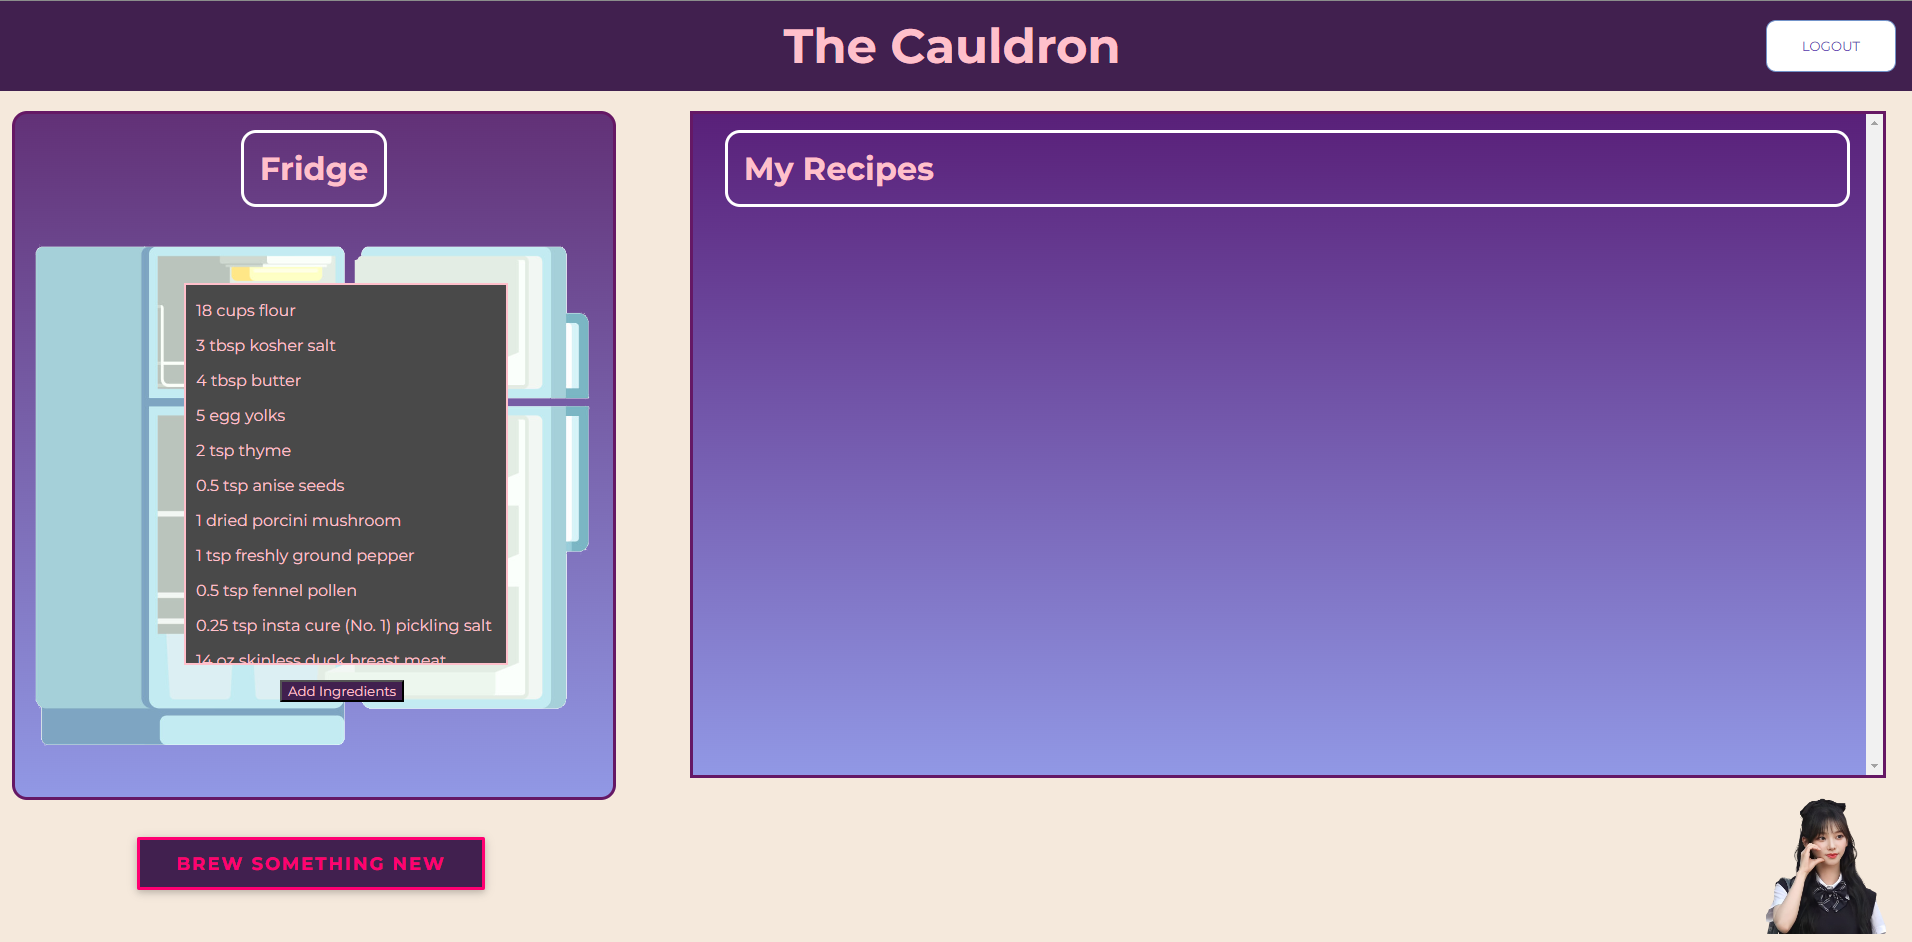 The Cauldron
LOGOUT
Fridge
My Recipes
18 cups flour
3 tbsp kosher salt
4 tbsp butter
5 egg yolks
2 tsp thyme
0.5 tsp anise seeds
1 dried porcini mushroom
1 tsp freshly ground pepper
0.5 tsp fennel pollen
0.25 tsp insta cure (No. 1) pickling salt
14 oz skinless duck breast meat
Add Ingredients
BREW SOMETHING NEW